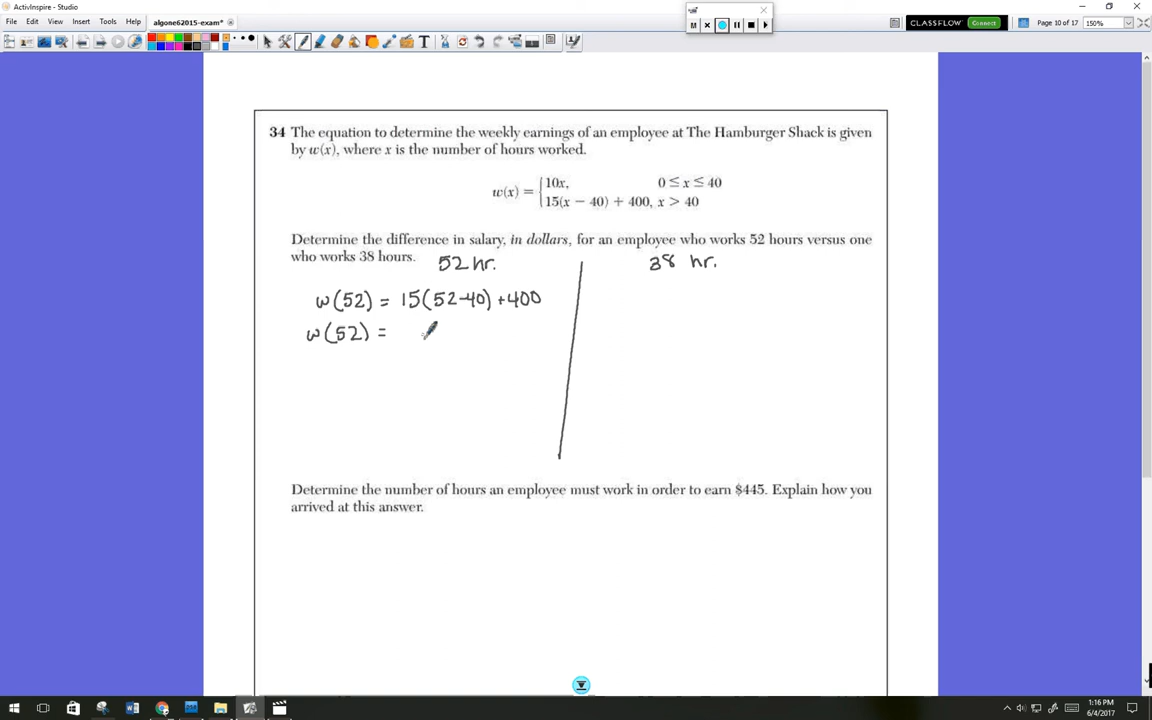 ActivInspire - Studio
File Edit View Insert Tools Help algone62015-exam* Page 10 of 17 150%
CLASSFLOW Connect
M
T
34 The equation to determine the weekly earnings of an employee at The Hamburger Shack is given
by w(x), where x is the number of hours worked.
w(x) = { 10x, 0 ≤ x ≤ 40
15(x − 40) + 400, x > 40
Determine the difference in salary, in dollars, for an employee who works 52 hours versus one
who works 38 hours.
52 hr. 38 hr.
w(52) = 15(52-40)+400
w(52) =
Determine the number of hours an employee must work in order to earn $445. Explain how you
arrived at this answer.
1:16 PM
6/4/2017